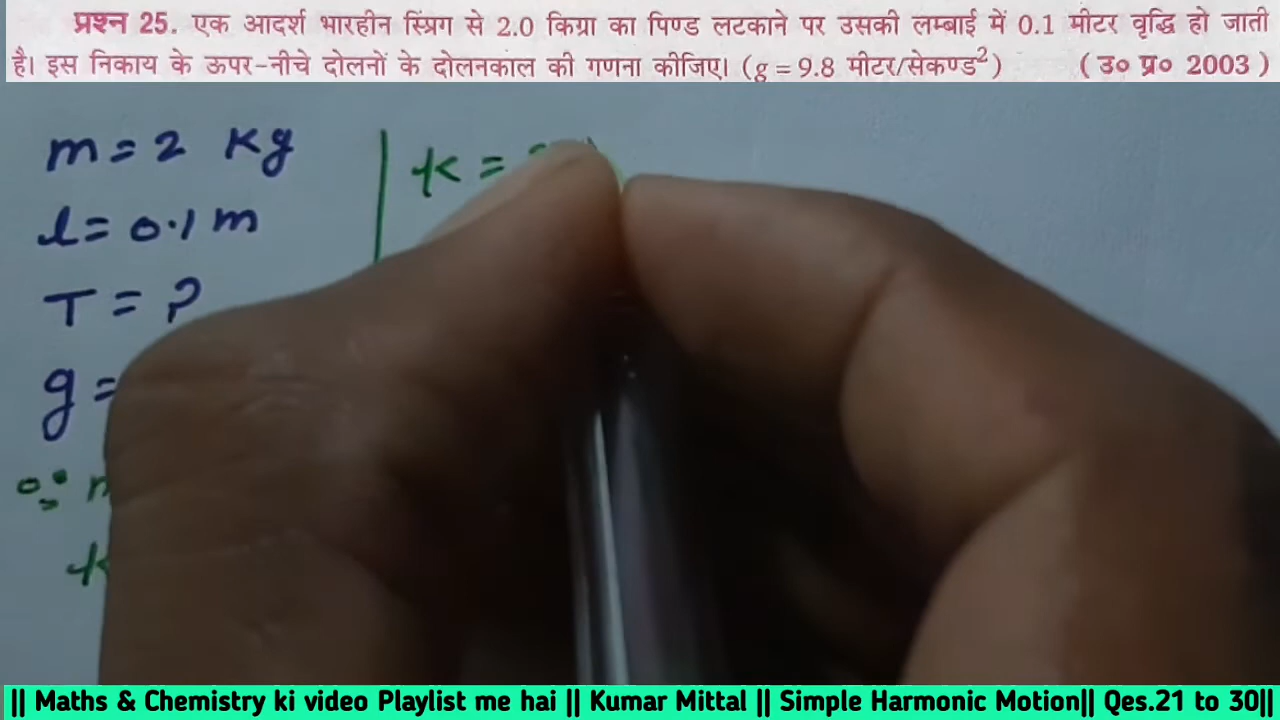 प्रश्न 25. एक आदर्श भारहीन स्प्रिग से 2.0 किग्रा का पिण्ड लटकाने पर उसकी लम्बाई में 0.1 मीटर वृद्धि हो जाती
है। इस निकाय के ऊपर-नीचे दोलनों के दोलनकाल की गणना कीजिए। (g = 9.8 मीटर/सेकण्ड²) ( उ० प्र० 2003 )
m = 2 Kg
l = 0.1 m
T = ?
g =
K =
|| Maths & Chemistry ki video Playlist me hai || Kumar Mittal || Simple Harmonic Motion|| Qes.21 to 30||